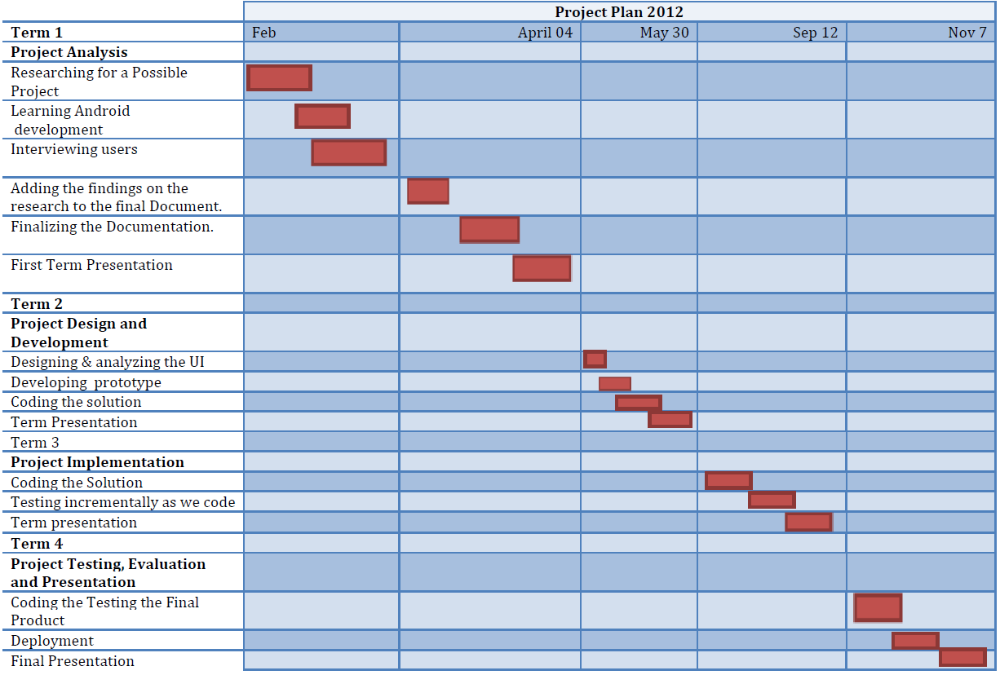 Project Plan 2012
Term 1 Feb April 04 May 30 Sep 12 Nov 7
Project Analysis
Researching for a Possible
Project
Learning Android
development
Interviewing users
Adding the findings on the
research to the final Document.
Finalizing the Documentation.
First Term Presentation
Term 2
Project Design and
Development
Designing & analyzing the UI
Developing prototype
Coding the solution
Term Presentation
Term 3
Project Implementation
Coding the Solution
Testing incrementally as we code
Term presentation
Term 4
Project Testing, Evaluation
and Presentation
Coding the Testing the Final
Product
Deployment
Final Presentation